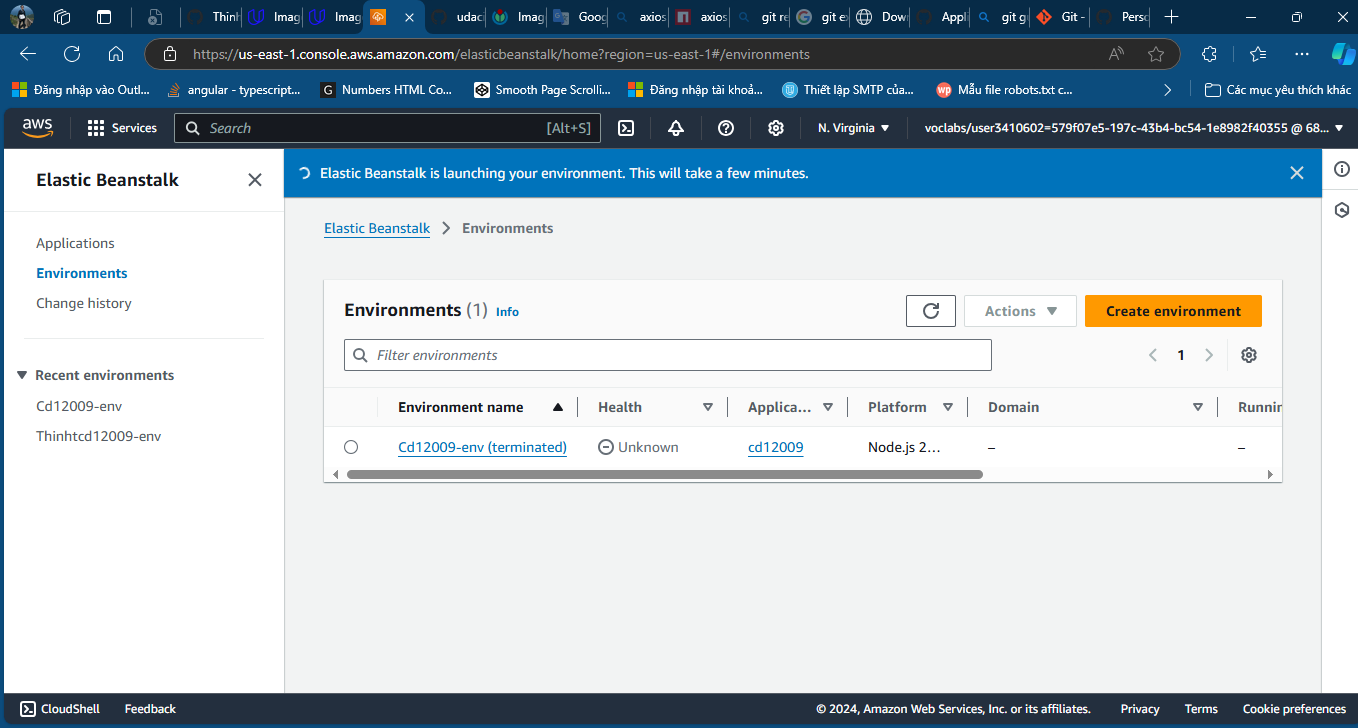 Thinh
Imag
Imag
udac
Imag
Goog
axios
axios
git re
git ex
Dow
Appli
git g
Git -
Perso
https://us-east-1.console.aws.amazon.com/elasticbeanstalk/home?region=us-east-1#/environments
Đăng nhập vào Outl...
angular - typescript...
Numbers HTML Co...
Smooth Page Scrolli...
Đăng nhập tài khoả...
Thiết lập SMTP của...
Mẫu file robots.txt c...
Các mục yêu thích khác
aws
Services
Search
[Alt+S]
N. Virginia
voclabs/user3410602=579f07e5-197c-43b4-bc54-1e8982f40355 @ 68...
Elastic Beanstalk
Elastic Beanstalk is launching your environment. This will take a few minutes.
Applications
Environments
Change history
Recent environments
Cd12009-env
Thinhtcd12009-env
Elastic Beanstalk > Environments
Environments (1) Info
Actions
Create environment
Filter environments
1
Environment name
Health
Applica...
Platform
Domain
Runnin
Cd12009-env (terminated)
Unknown
cd12009
Node.js 2...
–
–
CloudShell
Feedback
© 2024, Amazon Web Services, Inc. or its affiliates.
Privacy
Terms
Cookie preferences